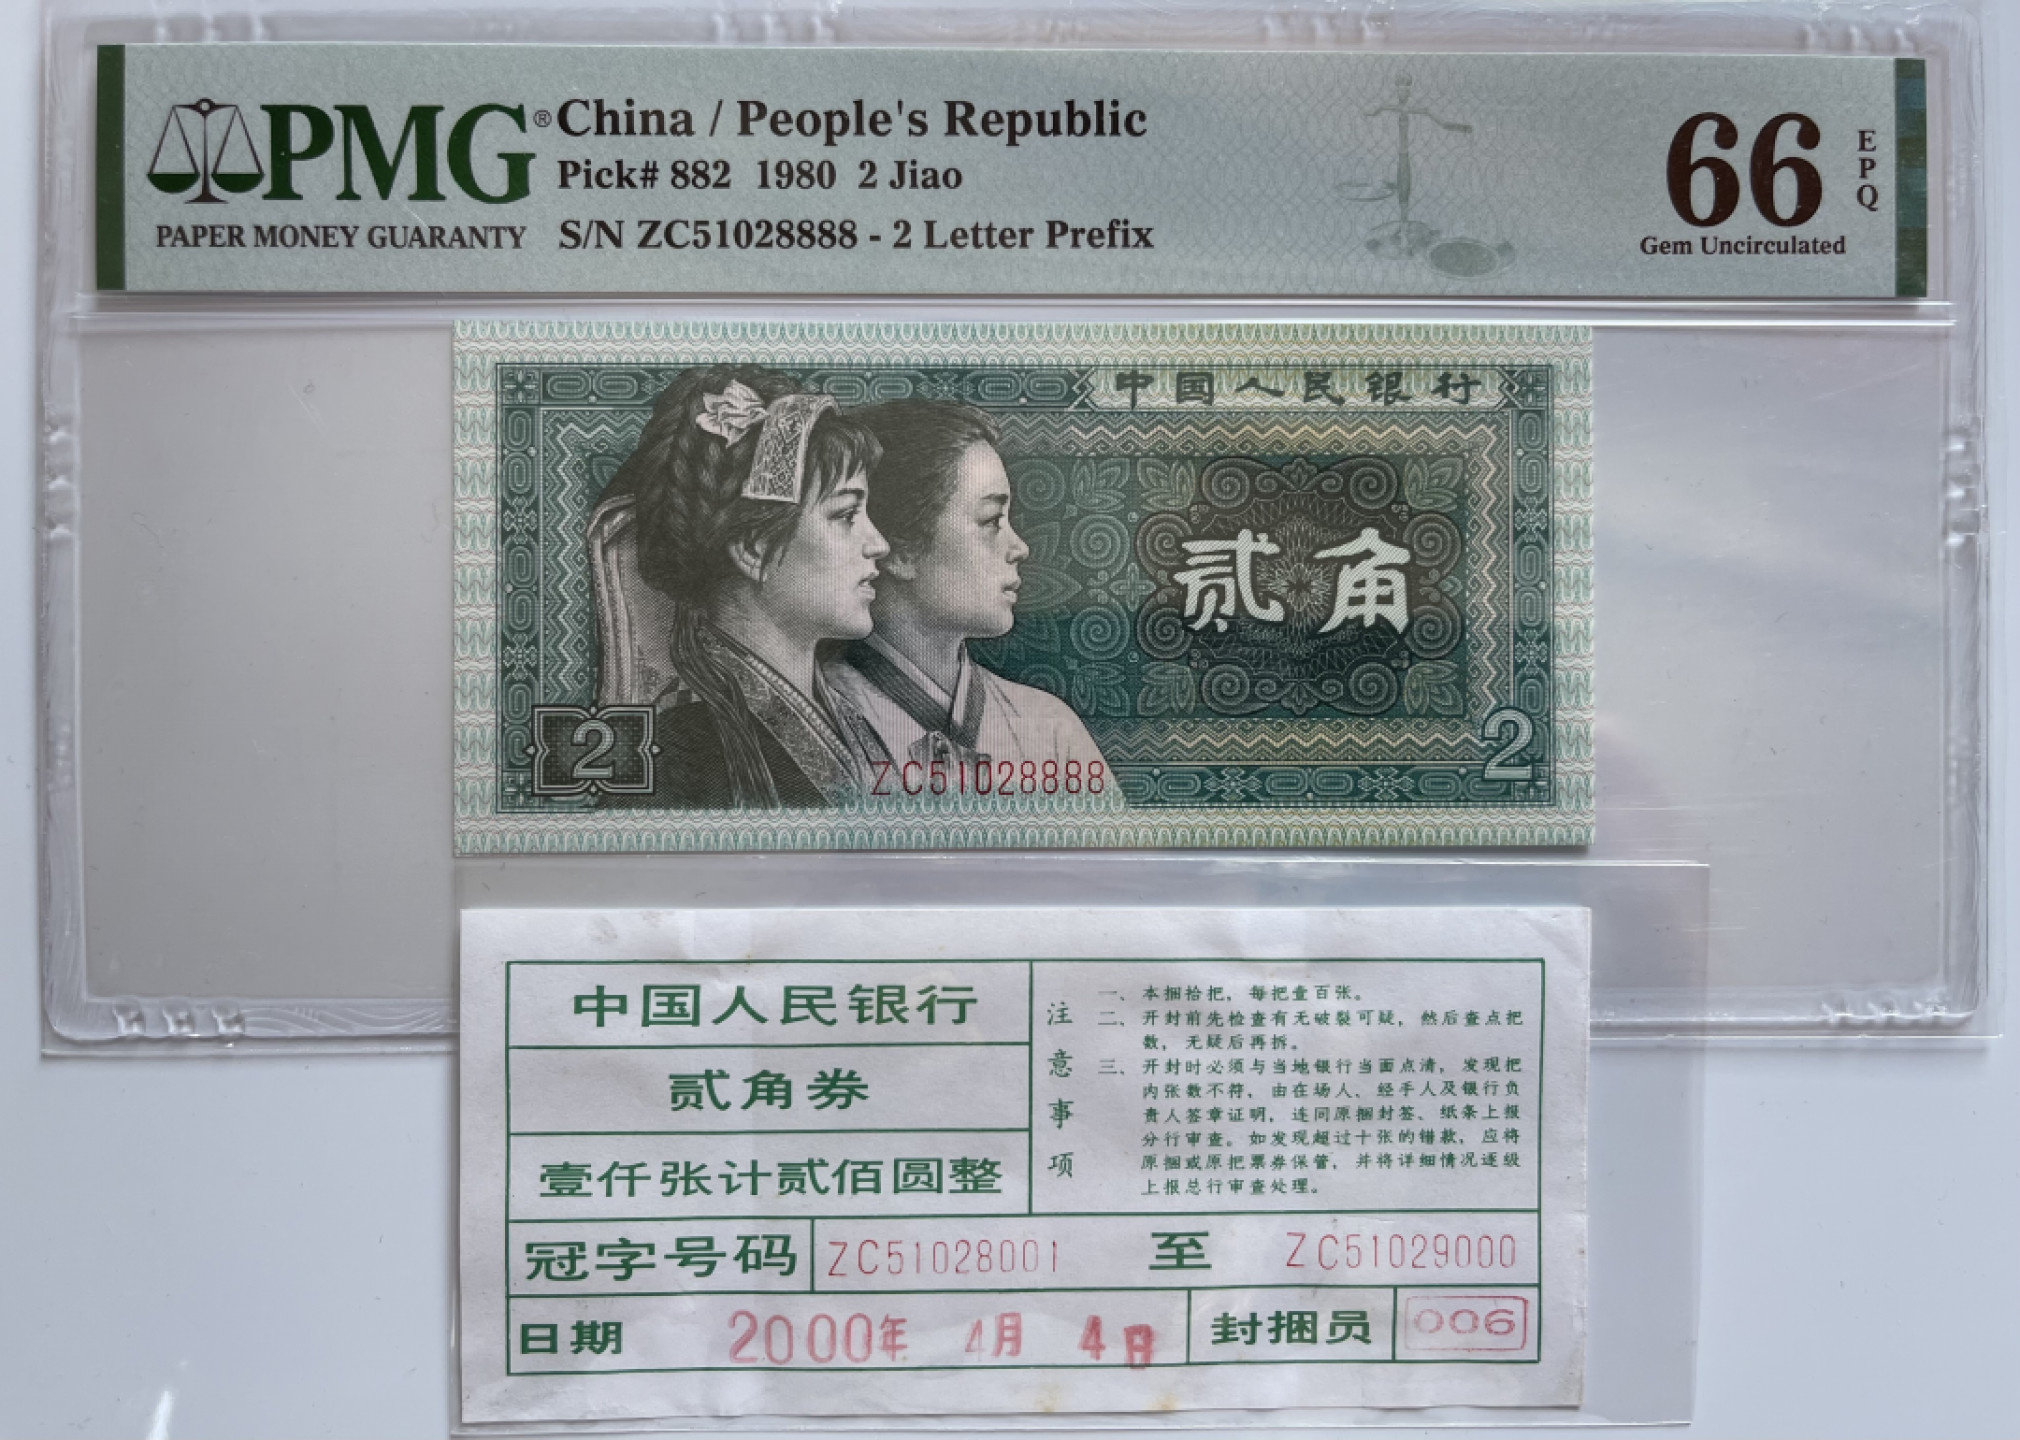 PMG®
PAPER MONEY GUARANTY
China / People's Republic
Pick# 882 1980 2 Jiao
S/N ZC51028888 - 2 Letter Prefix
66
EPQ
Gem Uncirculated
中国人民银行
贰角
2
2
ZC51028888
中国人民银行
贰角券
壹仟张计贰佰圆整
注意事项
一、本捆拾把，每把壹百张。
二、开封前先检查有无破裂可疑，然后查点把
数，无疑后再拆。
三、开封时必须与当地银行当面点清，发现把
内张数不符，由在场人、经手人及银行负
责人签章证明，连同原捆封签、纸条上报
分行审查。如发现超过十张的错款，应将
原捆或原把票券保管，并将详细情况逐级
上报总行审查处理。
冠字号码 ZC51028001 至 ZC51029000
日期 2000年 4月 4日 封捆员 006